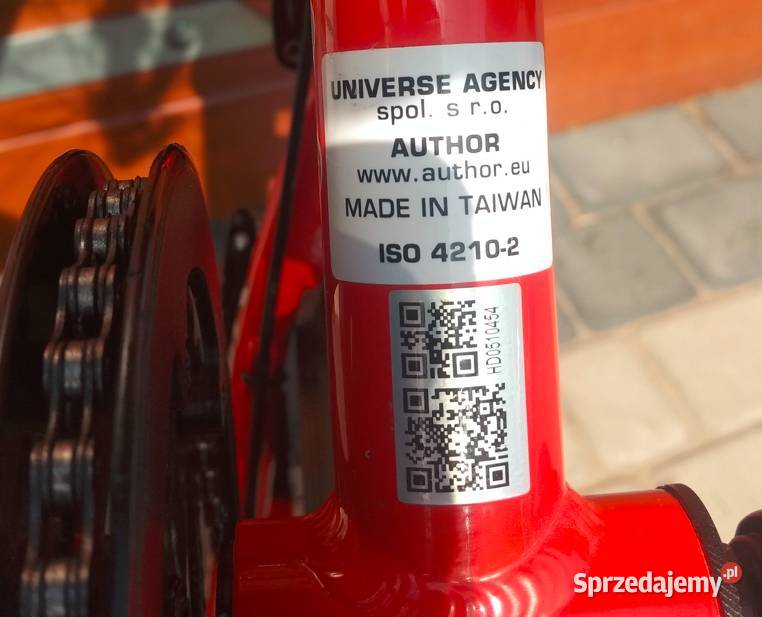 UNIVERSE AGENCY
spol. s r.o.
AUTHOR
www.author.eu
MADE IN TAIWAN
ISO 4210-2
HD0510454
Sprzedajemy.pl